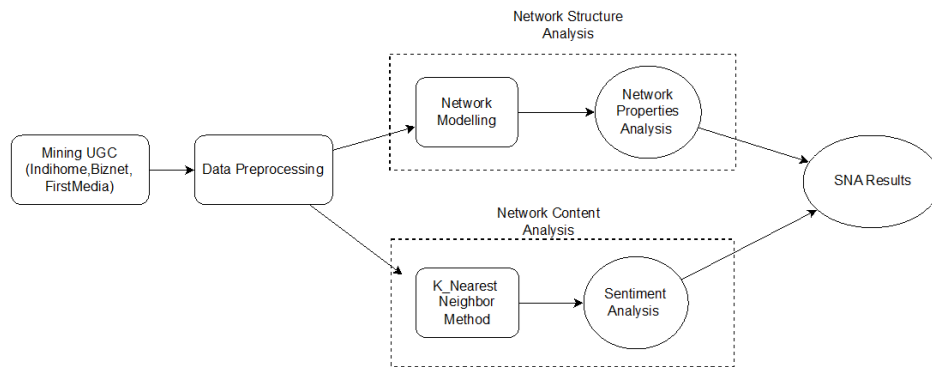 Network Structure
Analysis
Network
Modelling
Network
Properties
Analysis
Mining UGC
(Indihome,Biznet,
FirstMedia)
Data Preprocessing
SNA Results
Network Content
Analysis
K_Nearest
Neighbor
Method
Sentiment
Analysis